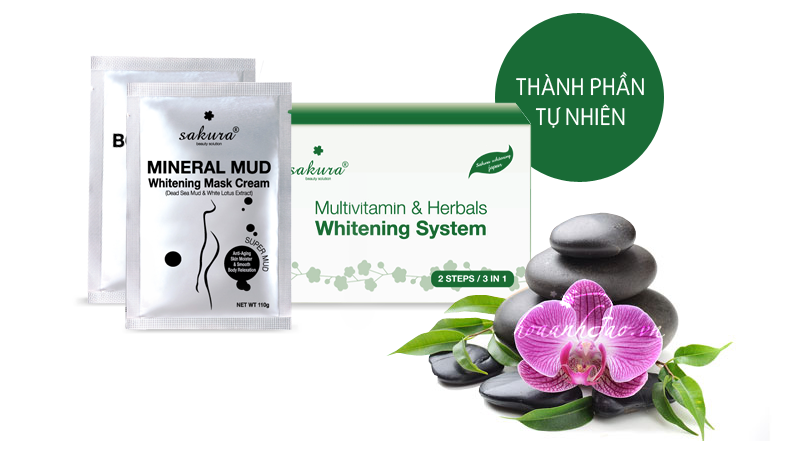 THÀNH PHẦN
TỰ NHIÊN
sakura®
beauty solution
MINERAL MUD
Whitening Mask Cream
(Dead Sea Mud & White Lotus Extract)
SUPER MUD
Anti-Aging
Skin Moister
& Smooth
Body Relaxation
NET WT 110g
sakura®
beauty solution
Sakura whitening
japan
Multivitamin & Herbals
Whitening System
2 STEPS / 3 IN 1